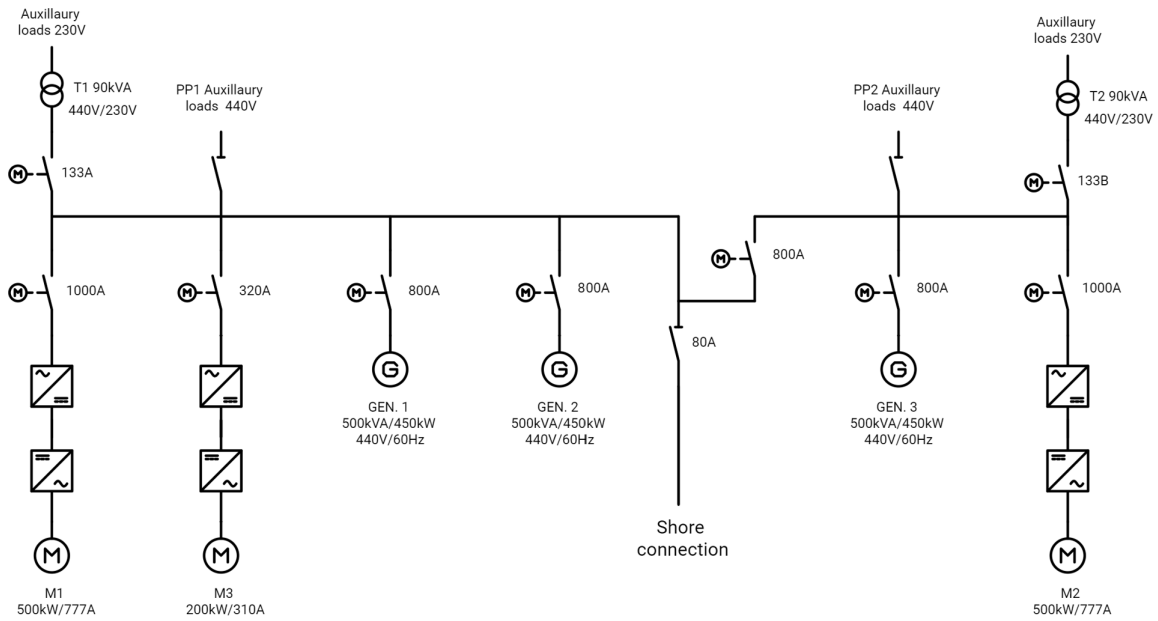 Auxillaury
loads 230V
T1 90kVA
440V/230V
PP1 Auxillaury
loads 440V
PP2 Auxillaury
loads 440V
Auxillaury
loads 230V
T2 90kVA
440V/230V
M
133A
M
133B
M
800A
M
1000A
M
320A
M
800A
M
800A
M
800A
M
1000A
80A
G
GEN. 1
500kVA/450kW
440V/60Hz
G
GEN. 2
500kVA/450kW
440V/60Hz
G
GEN. 3
500kVA/450kW
440V/60Hz
Shore
connection
M
M1
500kW/777A
M
M3
200kW/310A
M
M2
500kW/777A